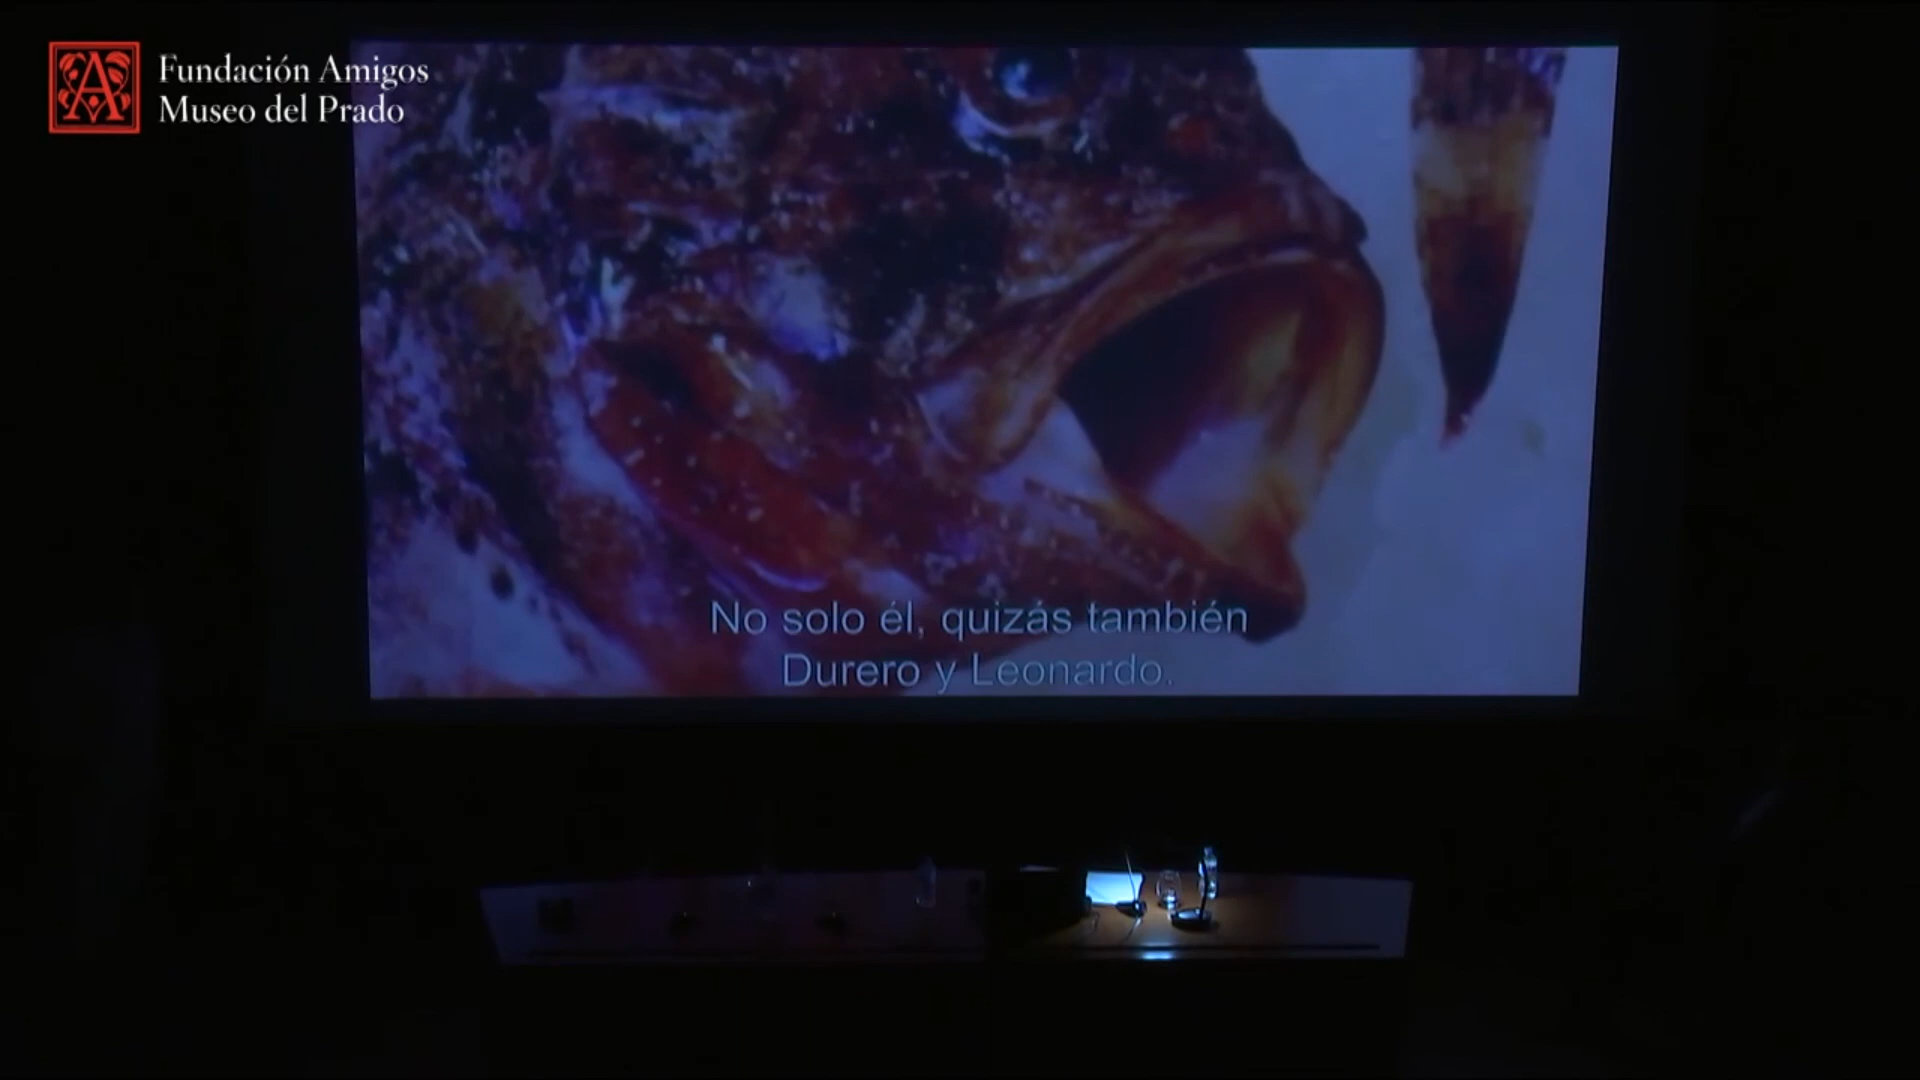 Fundación Amigos
Museo del Prado
No solo él, quizás también
Durero y Leonardo.